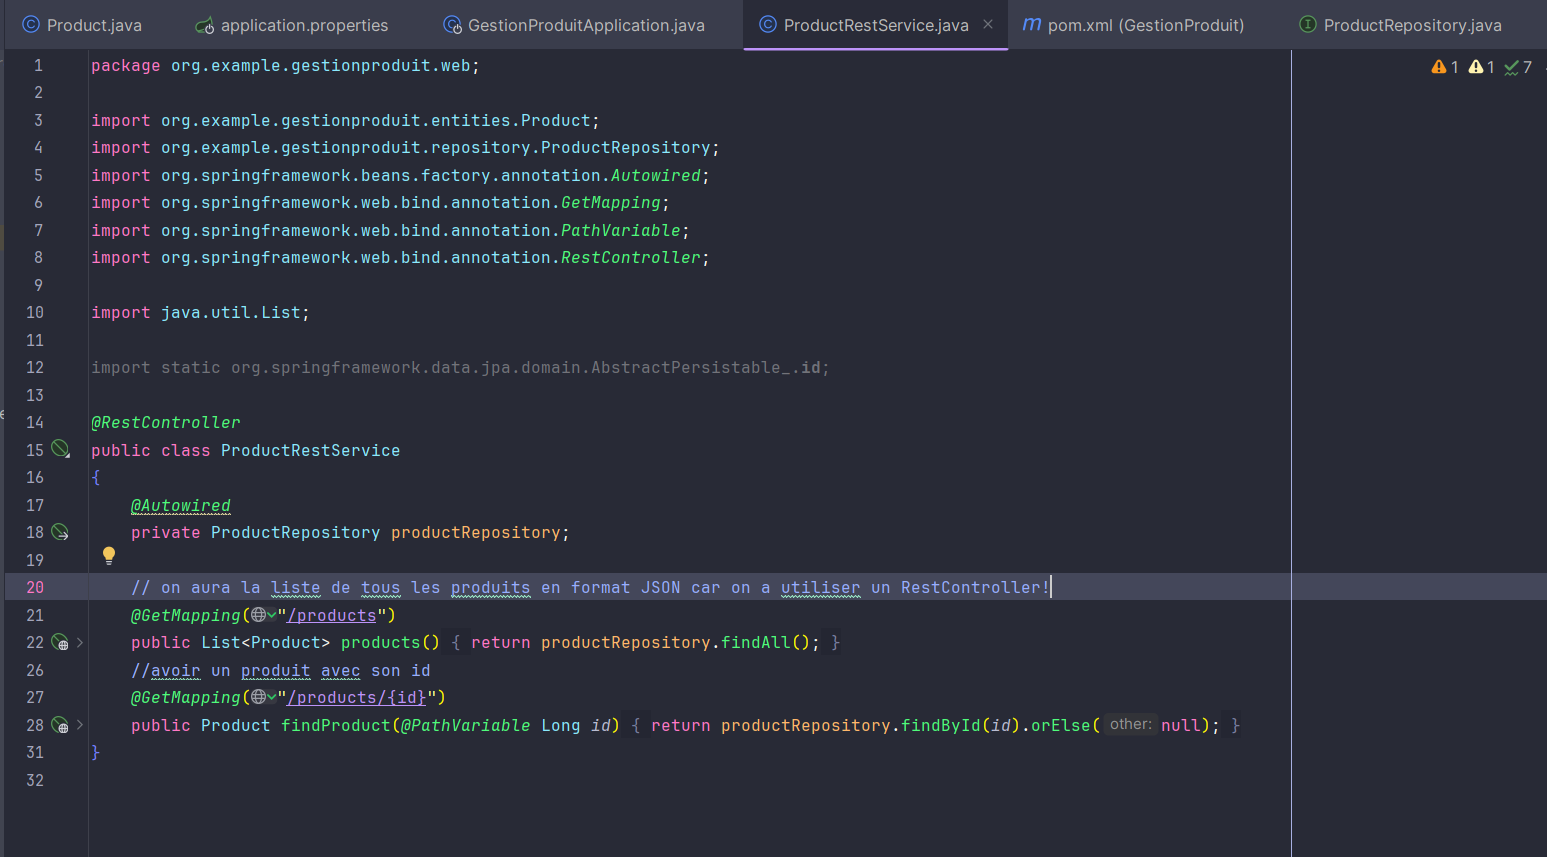 Product.java application.properties GestionProduitApplication.java ProductRestService.java pom.xml (GestionProduit) ProductRepository.java
1 package org.example.gestionproduit.web; 1 1 7
2
3 import org.example.gestionproduit.entities.Product;
4 import org.example.gestionproduit.repository.ProductRepository;
5 import org.springframework.beans.factory.annotation.Autowired;
6 import org.springframework.web.bind.annotation.GetMapping;
7 import org.springframework.web.bind.annotation.PathVariable;
8 import org.springframework.web.bind.annotation.RestController;
9
10 import java.util.List;
11
12 import static org.springframework.data.jpa.domain.AbstractPersistable_.id;
13
14 @RestController
15 public class ProductRestService
16 {
17 @Autowired
18 private ProductRepository productRepository;
19
20 // on aura la liste de tous les produits en format JSON car on a utiliser un RestController!
21 @GetMapping("/products")
22 public List<Product> products() { return productRepository.findAll(); }
26 //avoir un produit avec son id
27 @GetMapping("/products/{id}")
28 public Product findProduct(@PathVariable Long id) { return productRepository.findById(id).orElse( other: null); }
31 }
32